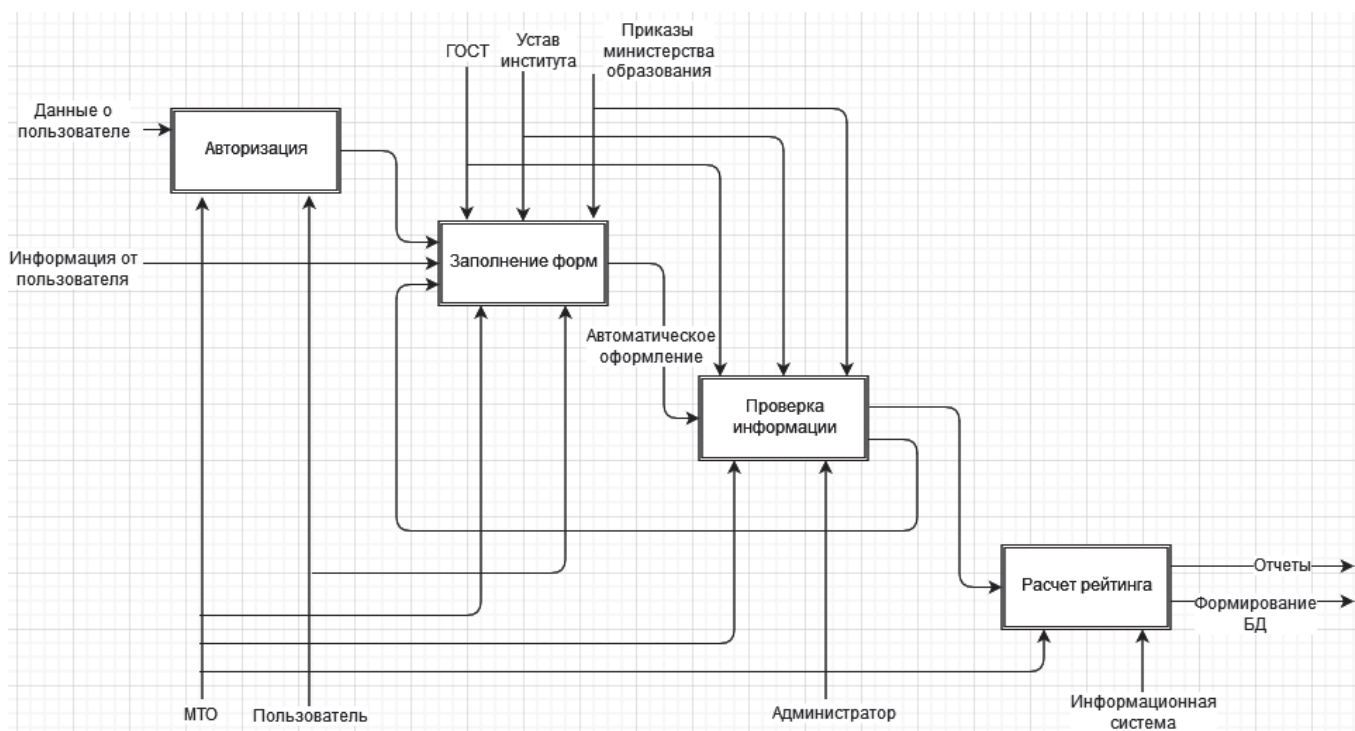 ГОСТ
Устав
института
Приказы
министерства
образования
Данные о
пользователе
Авторизация
Информация от
пользователя
Заполнение форм
Автоматическое
оформление
Проверка
информации
Расчет рейтинга
Отчеты
Формирование
БД
МТО
Пользователь
Администратор
Информационная
система